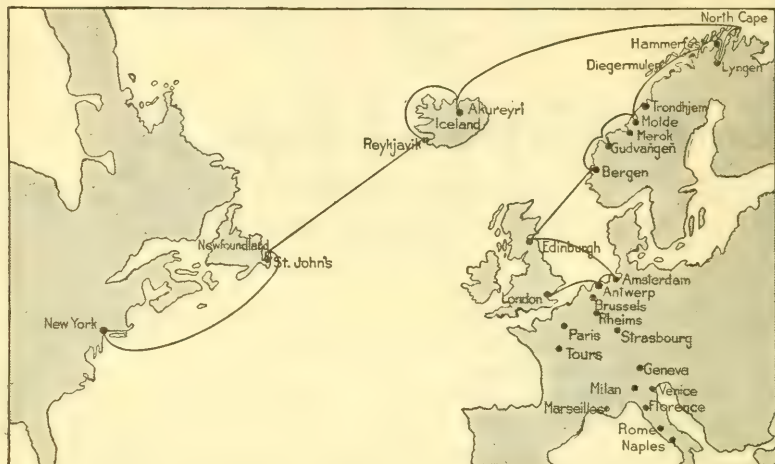 North Cape
Hammerfest
Diegermulen
Lyngen
Trondhjem
Molde
Merok
Gudvangen
Bergen
Akureyri
Iceland
Reykjavik
Newfoundland
St. John's
New York
Edinburgh
London
Amsterdam
Antwerp
Brussels
Rheims
Paris
Strasbourg
Tours
Geneva
Milan
Venice
Marseilles
Florence
Rome
Naples